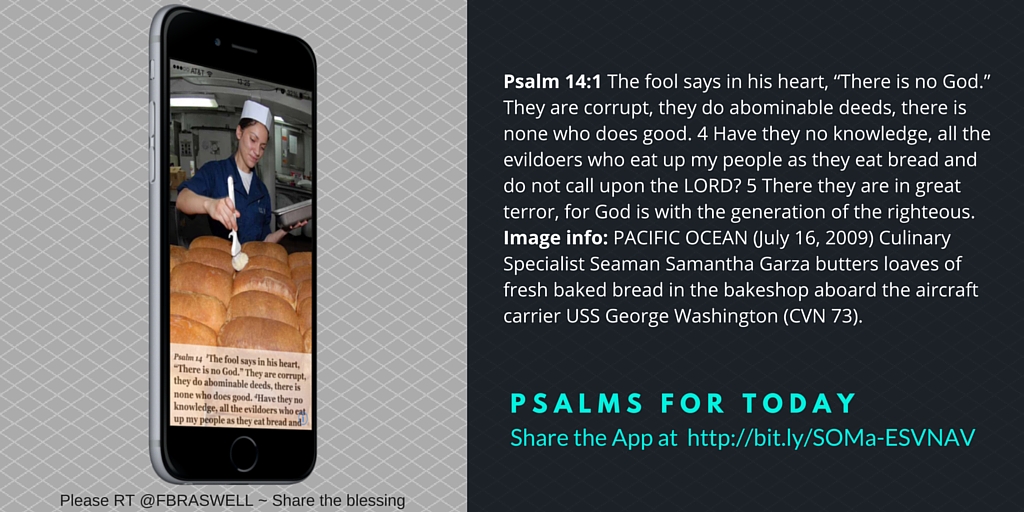 AT&T
12:26
Psalm 14 ¹The fool says in his heart,
"There is no God." They are corrupt,
they do abominable deeds, there is
none who does good. ⁴Have they no
knowledge, all the evildoers who eat
up my people as they eat bread and
Please RT @FBRASWELL ~ Share the blessing
Psalm 14:1 The fool says in his heart, “There is no God.”
They are corrupt, they do abominable deeds, there is
none who does good. 4 Have they no knowledge, all the
evildoers who eat up my people as they eat bread and
do not call upon the LORD? 5 There they are in great
terror, for God is with the generation of the righteous.
Image info: PACIFIC OCEAN (July 16, 2009) Culinary
Specialist Seaman Samantha Garza butters loaves of
fresh baked bread in the bakeshop aboard the aircraft
carrier USS George Washington (CVN 73).
PSALMS FOR TODAY
Share the App at http://bit.ly/SOMa-ESVNAV